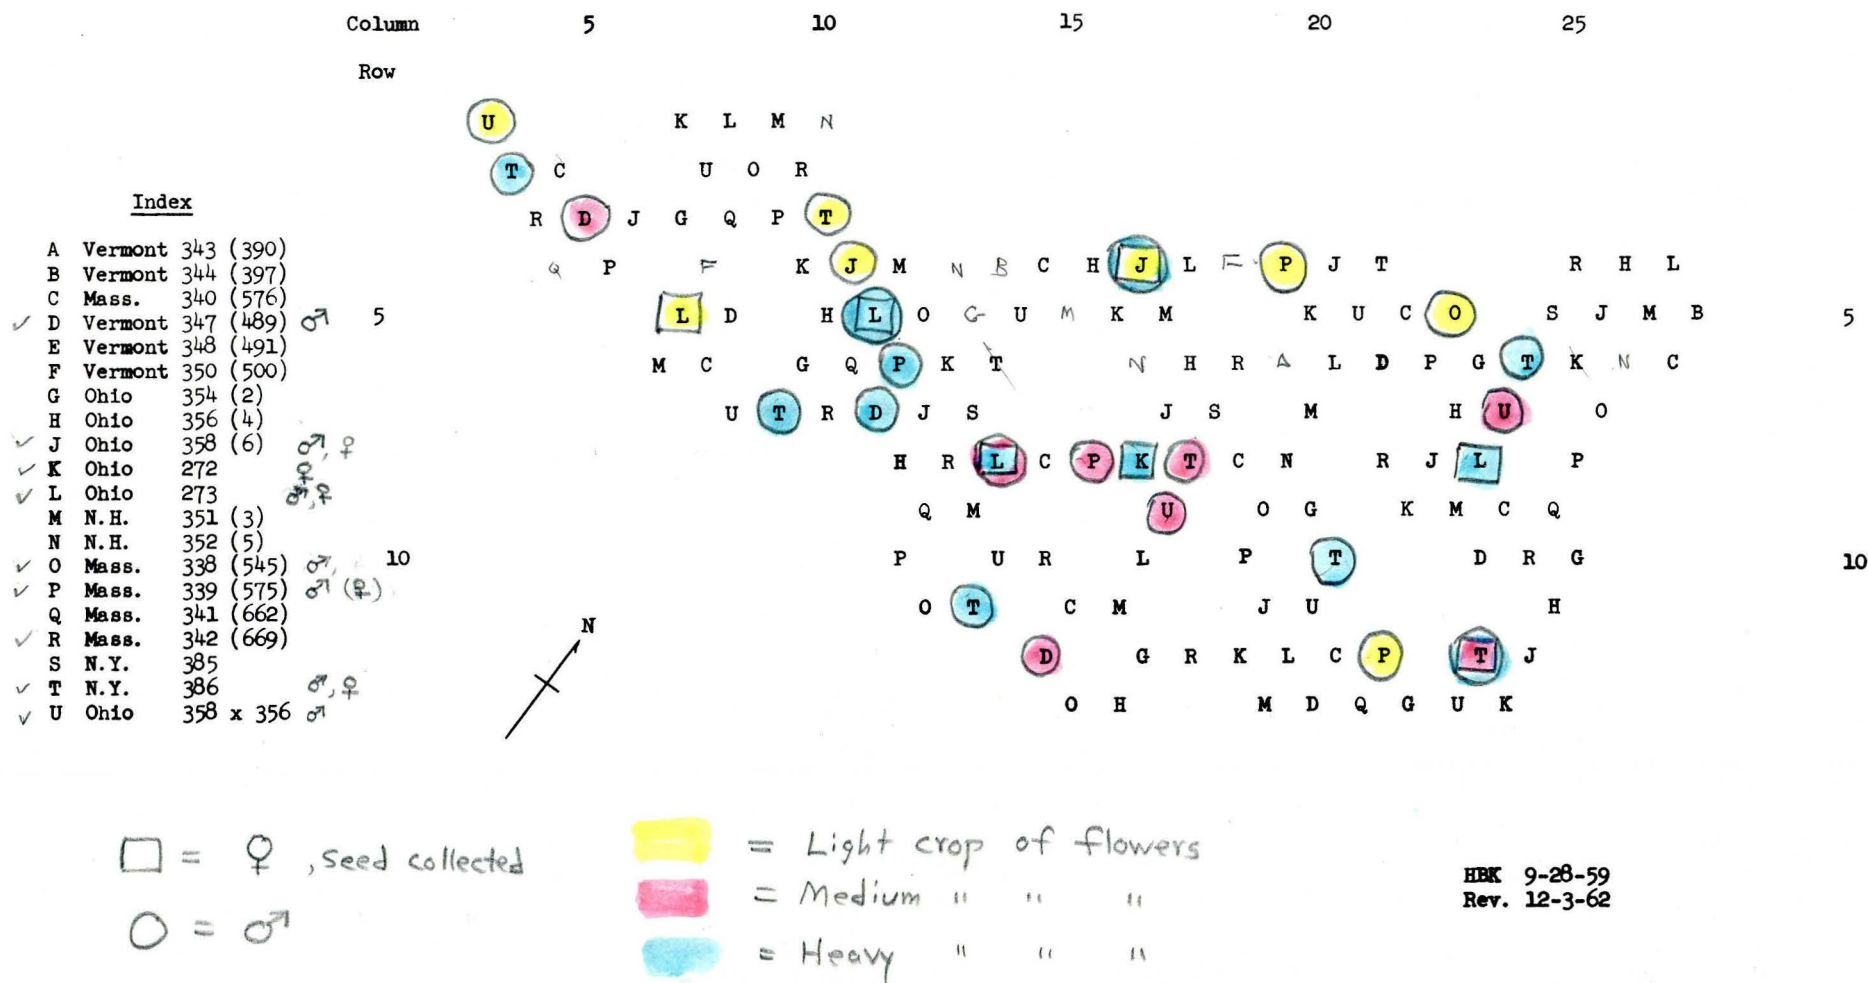 Column 5 10 15 20 25
Row
U K L M N
T C U O R
R D J G Q P T
Q P F K J M N B C H J L F P J T R H L
5 L D H L O G U M K M K U C O S J M B 5
M C G Q P K T N H R A L D P G T K N C
U T R D J S J S M H U O
H R L C P K T C N R J L P
Q M U O G K M C Q
10 P U R L P T D R G 10
O T C M J U H
D G R K L C P T J
O H M D Q G U K
Index
A Vermont 343 (390)
B Vermont 344 (397)
C Mass. 340 (576)
✓ D Vermont 347 (489) ♂
E Vermont 348 (491)
F Vermont 350 (500)
G Ohio 354 (2)
H Ohio 356 (4)
✓ J Ohio 358 (6) ♂, ♀
✓ K Ohio 272 ♀
✓ L Ohio 273 ♂, ♀
M N.H. 351 (3)
N N.H. 352 (5)
✓ O Mass. 338 (545) ♂,
✓ P Mass. 339 (575) ♂ (♀)
Q Mass. 341 (662)
✓ R Mass. 342 (669)
S N.Y. 385
✓ T N.Y. 386 ♂, ♀
✓ U Ohio 358 x 356 ♂
N
□ = ♀, seed collected
○ = ♂
= Light crop of flowers
= Medium " " "
= Heavy " " "
HBK 9-28-59
Rev. 12-3-62